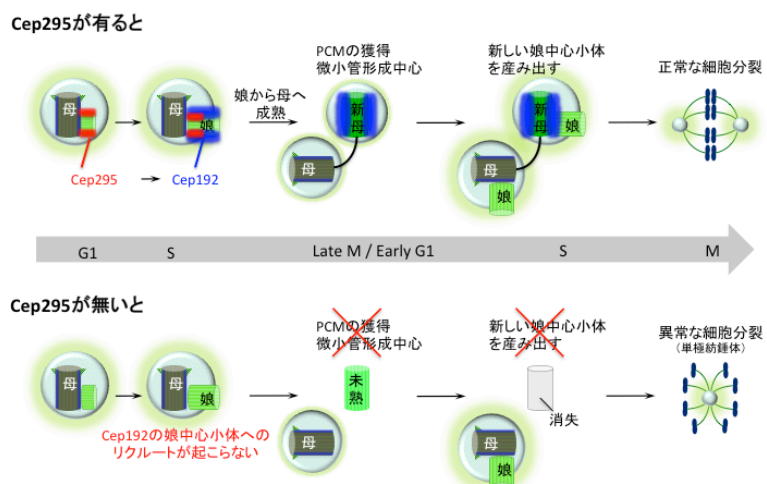 Cep295が有ると
PCMの獲得
微小管形成中心
新しい娘中心小体
を産み出す
正常な細胞分裂
娘から母へ
成熟
母
母
娘
新
母
母
新
母
娘
母
娘
Cep295
→
Cep192
G1
S
Late M / Early G1
S
M
Cep295が無いと
PCMの獲得
微小管形成中心
新しい娘中心小体
を産み出す
異常な細胞分裂
（単極紡錘体）
母
母
娘
未
熟
母
消失
母
娘
Cep192の娘中心小体への
リクルートが起こらない